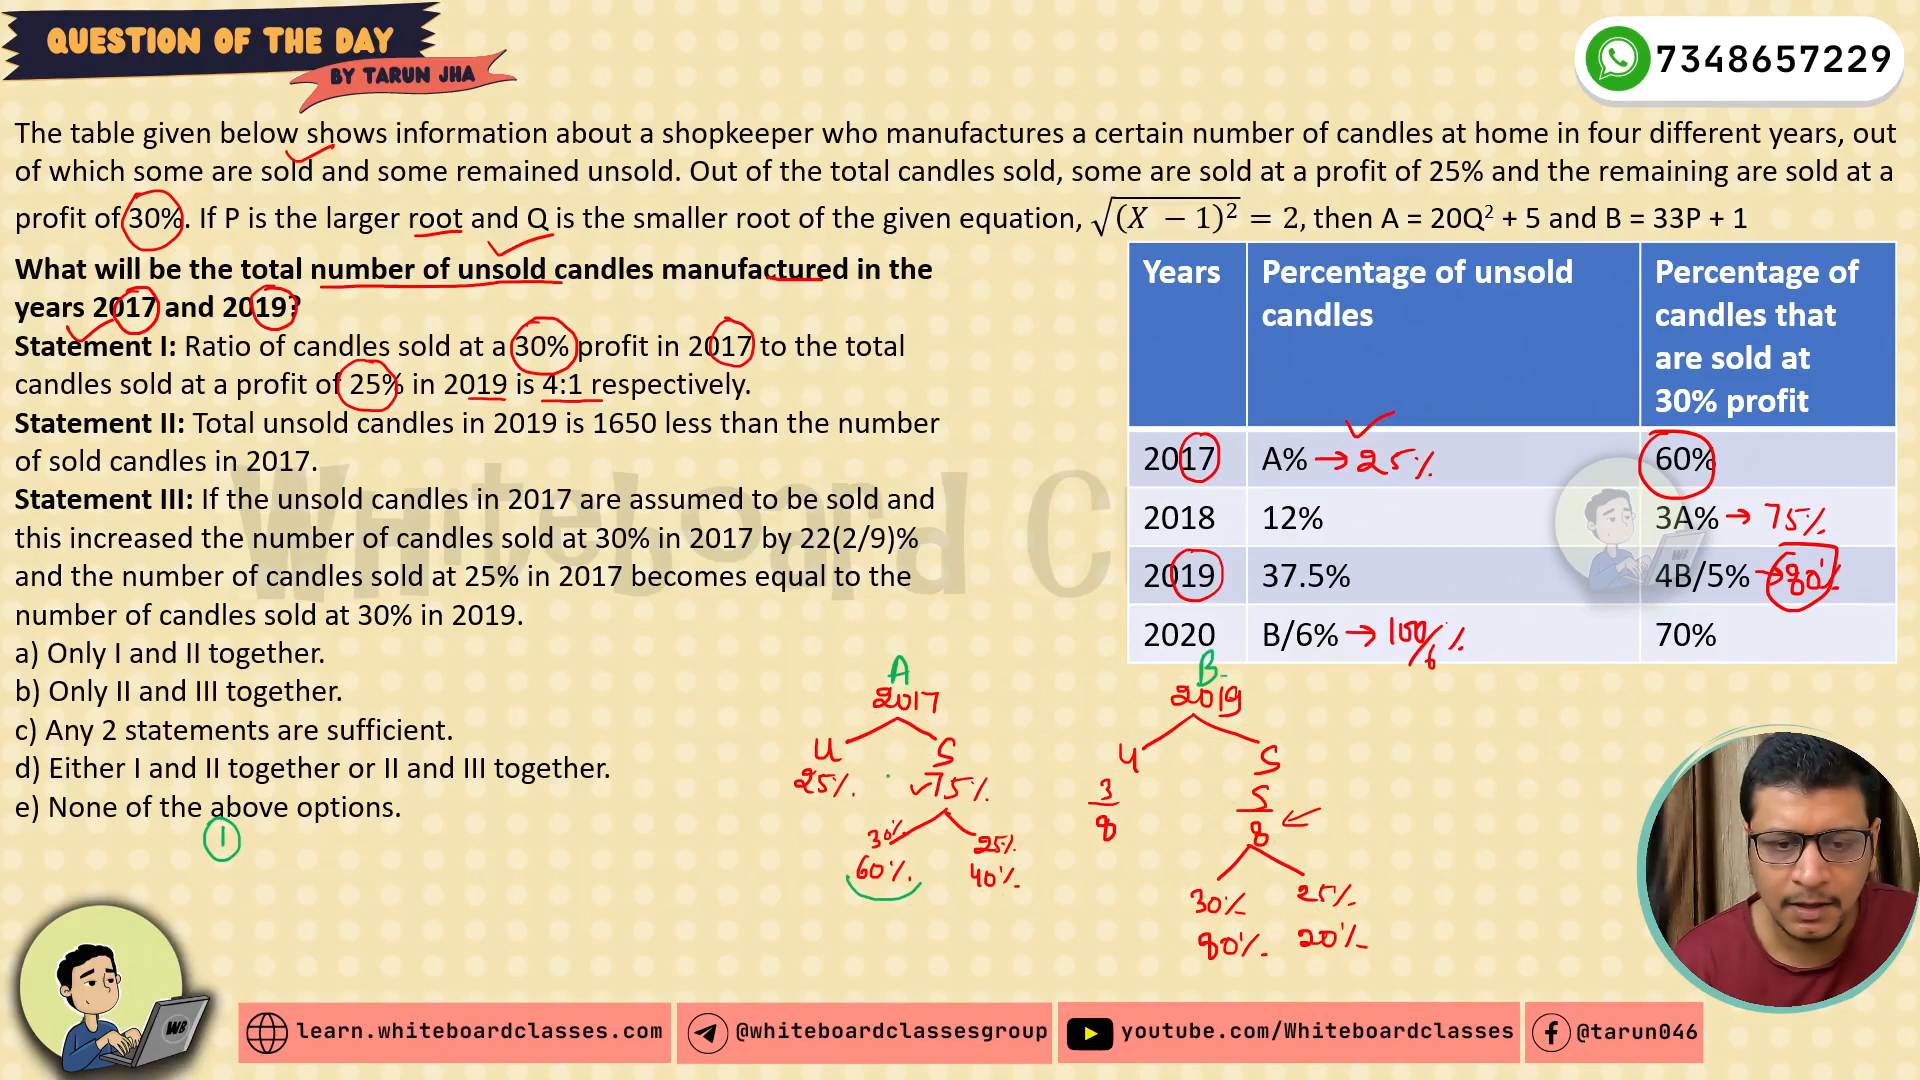 QUESTION OF THE DAY
BY TARUN JHA
7348657229
The table given below shows information about a shopkeeper who manufactures a certain number of candles at home in four different years, out
of which some are sold and some remained unsold. Out of the total candles sold, some are sold at a profit of 25% and the remaining are sold at a
profit of 30%. If P is the larger root and Q is the smaller root of the given equation, √(X − 1)² = 2, then A = 20Q² + 5 and B = 33P + 1
What will be the total number of unsold candles manufactured in the
years 2017 and 2019?
Statement I: Ratio of candles sold at a 30% profit in 2017 to the total
candles sold at a profit of 25% in 2019 is 4:1 respectively.
Statement II: Total unsold candles in 2019 is 1650 less than the number
of sold candles in 2017.
Statement III: If the unsold candles in 2017 are assumed to be sold and
this increased the number of candles sold at 30% in 2017 by 22(2/9)%
and the number of candles sold at 25% in 2017 becomes equal to the
number of candles sold at 30% in 2019.
a) Only I and II together.
b) Only II and III together.
c) Any 2 statements are sufficient.
d) Either I and II together or II and III together.
e) None of the above options.
1
Years Percentage of unsold candles Percentage of candles that are sold at 30% profit
2017 A% → 25% 60%
2018 12% 3A% → 75%
2019 37.5% 4B/5% → 80%
2020 B/6% → 100/6 % 70%
A
2017
U S
25% 75%
30% 25%
60% 40%
B
2019
U S
3/8 5/8
30% 25%
80% 20%
Whiteboard C
WB
learn.whiteboardclasses.com
@whiteboardclassesgroup
youtube.com/Whiteboardclasses
@tarun046